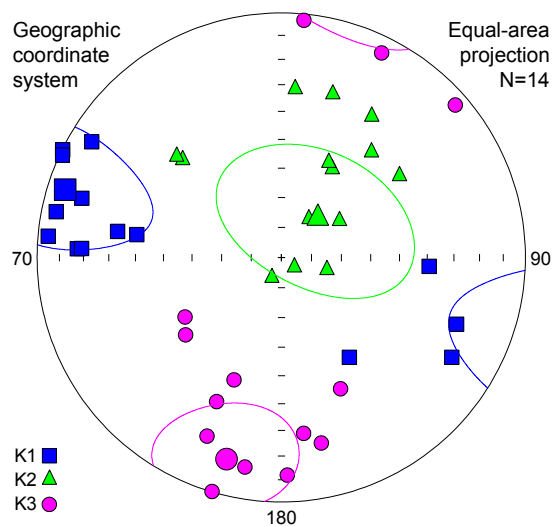 Geographic
coordinate
system
Equal-area
projection
N=14
70
90
K1
K2
K3
180